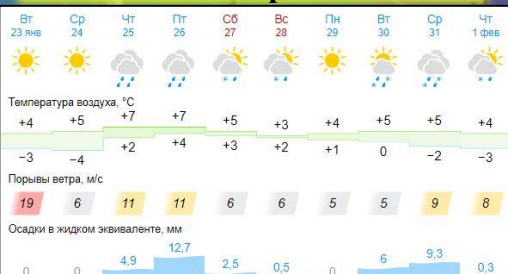 Вт Ср Чт Пт Сб Вс Пн Вт Ср Чт
23 янв 24 25 26 27 28 29 30 31 1 фев
Температура воздуха, °C
+4 +5 +7 +7 +5 +3 +4 +5 +5 +4
−3 −4 +2 +4 +3 +2 +1 0 −2 −3
Порывы ветра, м/с
19 6 11 11 6 6 5 5 9 8
Осадки в жидком эквиваленте, мм
0 0 4,9 12,7 2,5 0,5 0 6 9,3 0,3